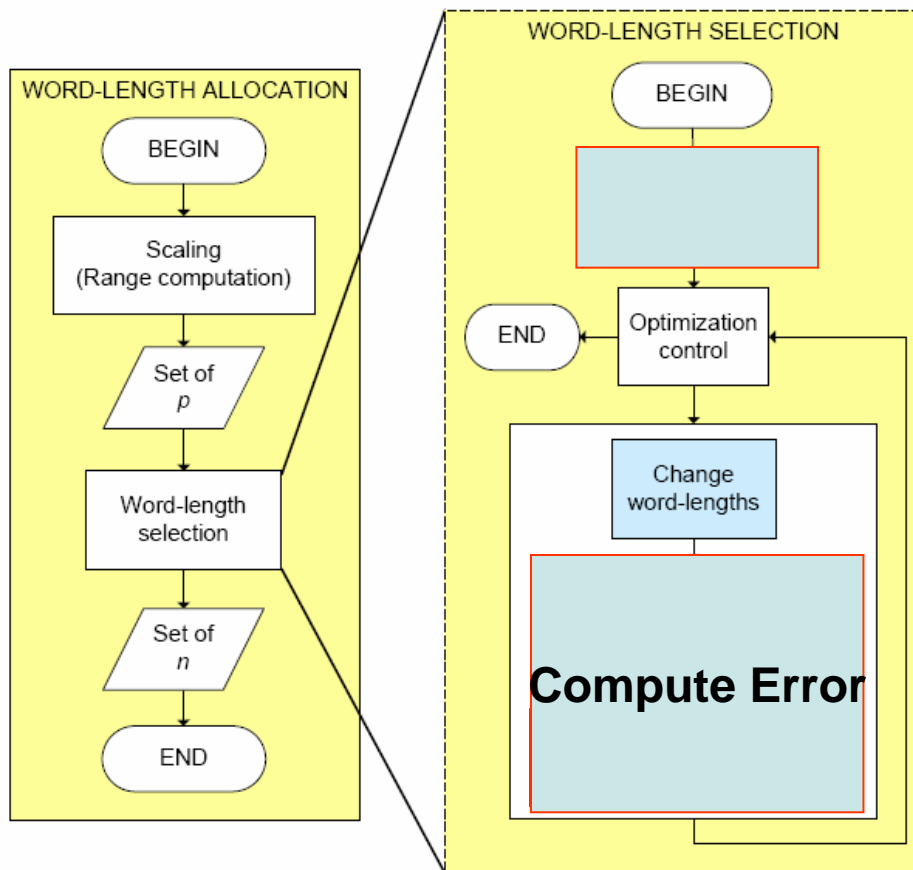 WORD-LENGTH ALLOCATION
BEGIN
Scaling
(Range computation)
Set of
p
Word-length
selection
Set of
n
END
WORD-LENGTH SELECTION
BEGIN
END
Optimization
control
Change
word-lengths
Compute Error